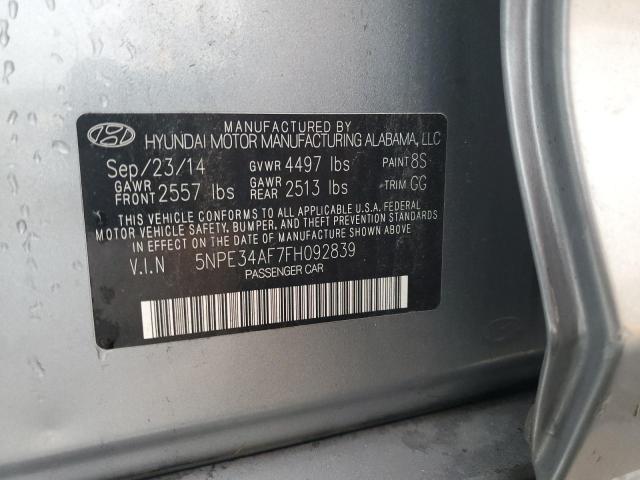 MANUFACTURED BY
HYUNDAI MOTOR MANUFACTURING ALABAMA, LLC
Sep/23/14 GVWR 4497 lbs PAINT 8S
GAWR FRONT 2557 lbs GAWR REAR 2513 lbs TRIM GG
THIS VEHICLE CONFORMS TO ALL APPLICABLE U.S.A. FEDERAL
MOTOR VEHICLE SAFETY, BUMPER, AND THEFT PREVENTION
STANDARDS IN EFFECT ON THE DATE OF MANUFACTURE SHOWN ABOVE
V.I.N 5NPE34AF7FH092839
PASSENGER CAR